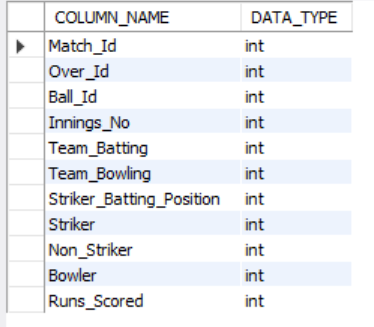 COLUMN_NAME DATA_TYPE
Match_Id int
Over_Id int
Ball_Id int
Innings_No int
Team_Batting int
Team_Bowling int
Striker_Batting_Position int
Striker int
Non_Striker int
Bowler int
Runs_Scored int